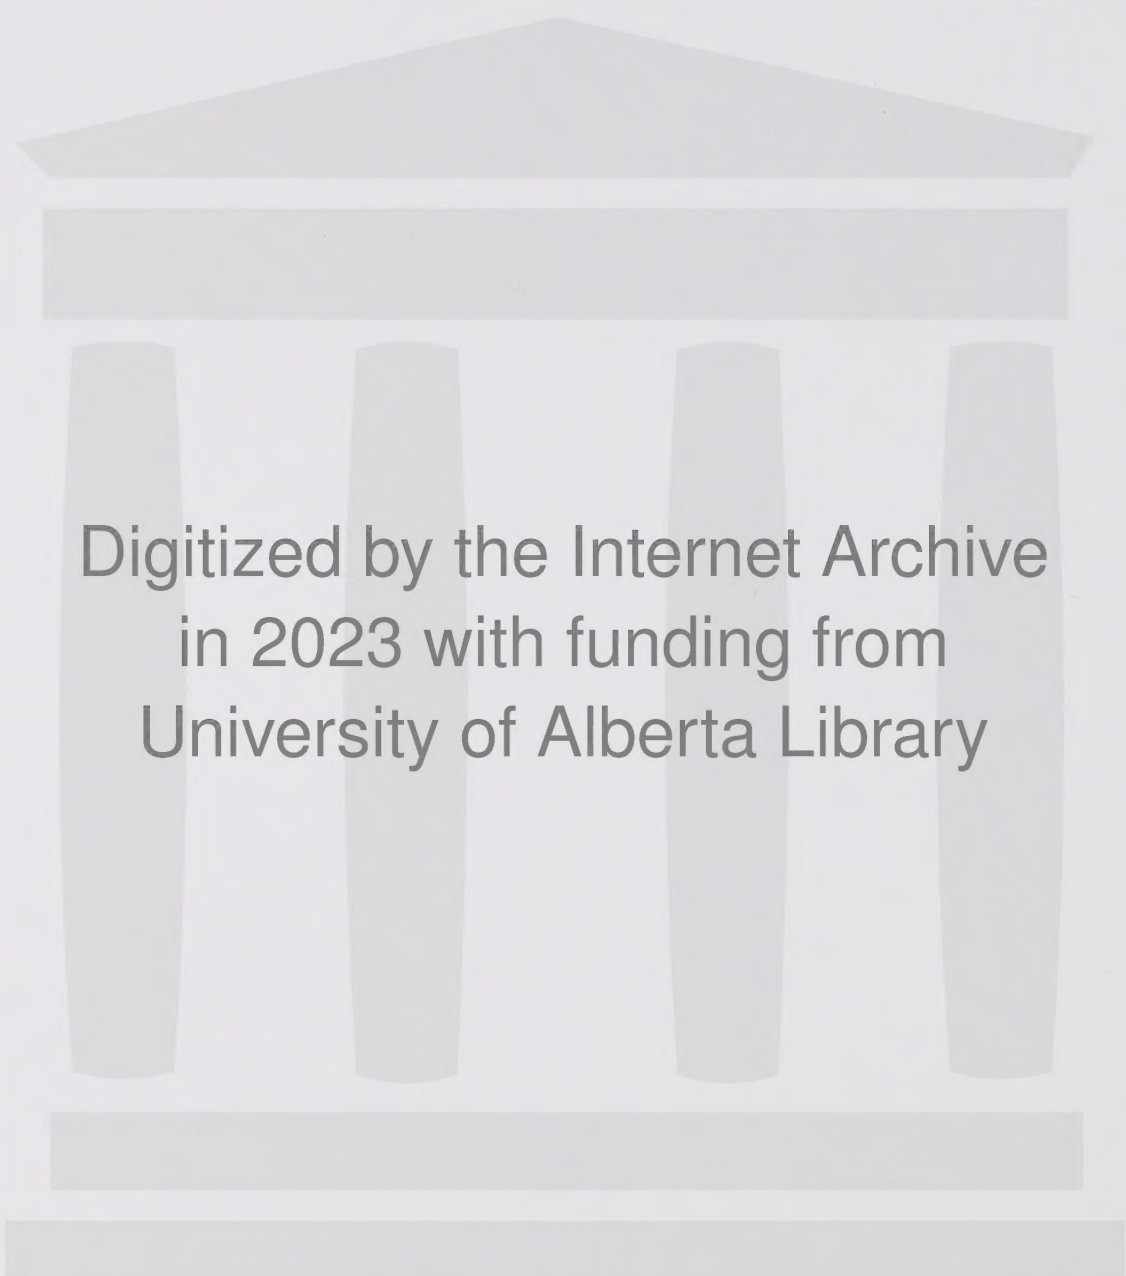 Digitized by the Internet Archive
in 2023 with funding from
University of Alberta Library